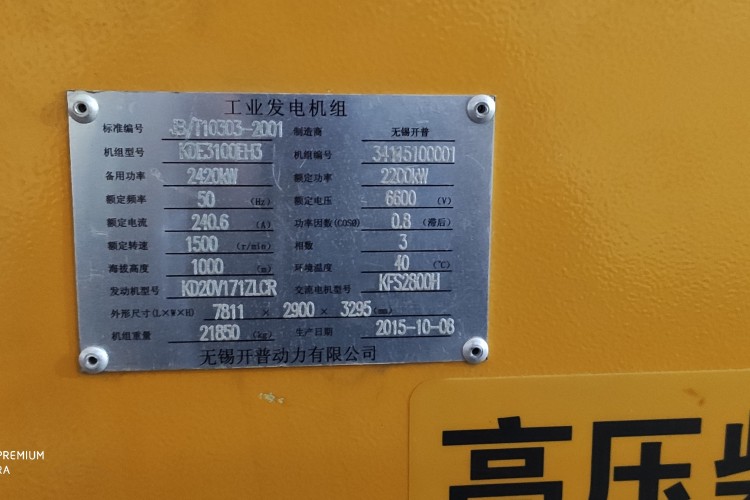 工业发电机组
标准编号 JB/T10303-2001 制造商 无锡开普
机组型号 KDE3100EH3 机组编号 34145100001
备用功率 2420kW 额定功率 2200kW
额定频率 50 (Hz) 额定电压 6600 (V)
额定电流 240.6 (A) 功率因数(COSØ) 0.8 (滞后)
额定转速 1500 (r/min) 相数 3
海拔高度 1000 (m) 环境温度 40 (℃)
发动机型号 KD20V171ZLCR 交流电机型号 KFS2800H
外形尺寸(L×W×H) 7811 × 2900 × 3295 (mm)
机组重量 21850 (kg) 生产日期 2015-10-08
无锡开普动力有限公司
高压
PREMIUM
RA